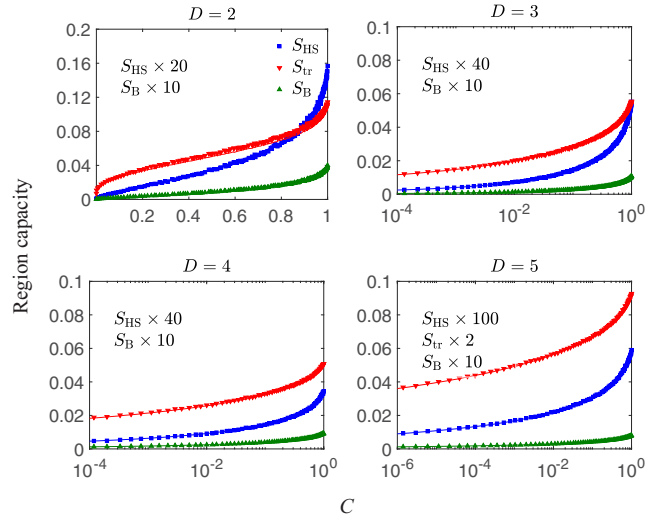 D = 2
D = 3
0.2
0.16
0.12
0.08
0.04
0
S_HS × 20
S_B × 10
S_HS
S_tr
S_B
0.2
0.4
0.6
0.8
1
0.1
0.08
0.06
0.04
0.02
0
S_HS × 40
S_B × 10
10^-4
10^-2
10^0
Region capacity
D = 4
D = 5
0.1
0.08
0.06
0.04
0.02
0
S_HS × 40
S_B × 10
10^-4
10^-2
10^0
0.1
0.08
0.06
0.04
0.02
0
S_HS × 100
S_tr × 2
S_B × 10
10^-6
10^-4
10^-2
10^0
C